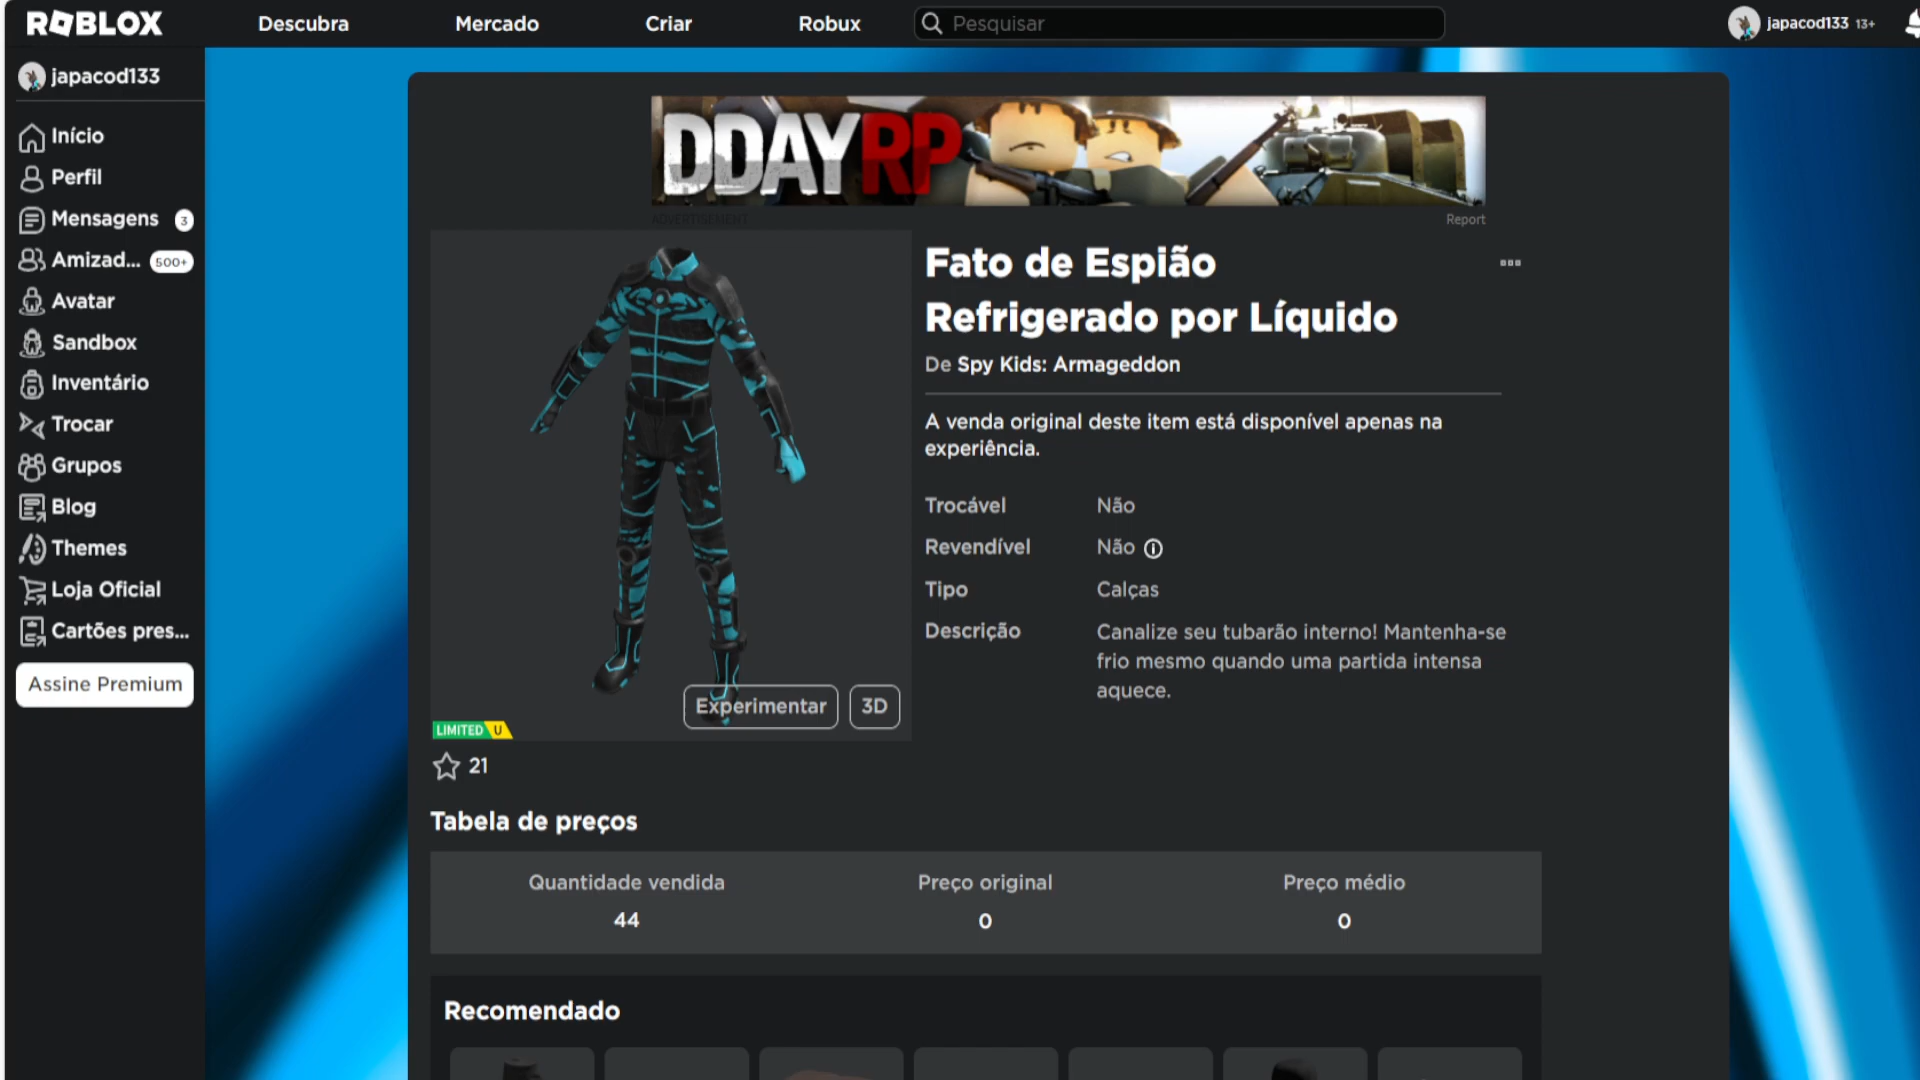 ROBLOX
Descubra
Mercado
Criar
Robux
Pesquisar
japacod133 13+
japacod133
Início
Perfil
Mensagens 3
Amizad... 500+
Avatar
Sandbox
Inventário
Trocar
Grupos
Blog
Themes
Loja Oficial
Cartões pres...
Assine Premium
DDAYRP
ADVERTISEMENT
Report
Fato de Espião
Refrigerado por Líquido
De Spy Kids: Armageddon
A venda original deste item está disponível apenas na
experiência.
Trocável Não
Revendível Não
Tipo Calças
Descrição Canalize seu tubarão interno! Mantenha-se
frio mesmo quando uma partida intensa
aquece.
Experimentar
3D
LIMITED U
21
Tabela de preços
Quantidade vendida Preço original Preço médio
44 0 0
Recomendado